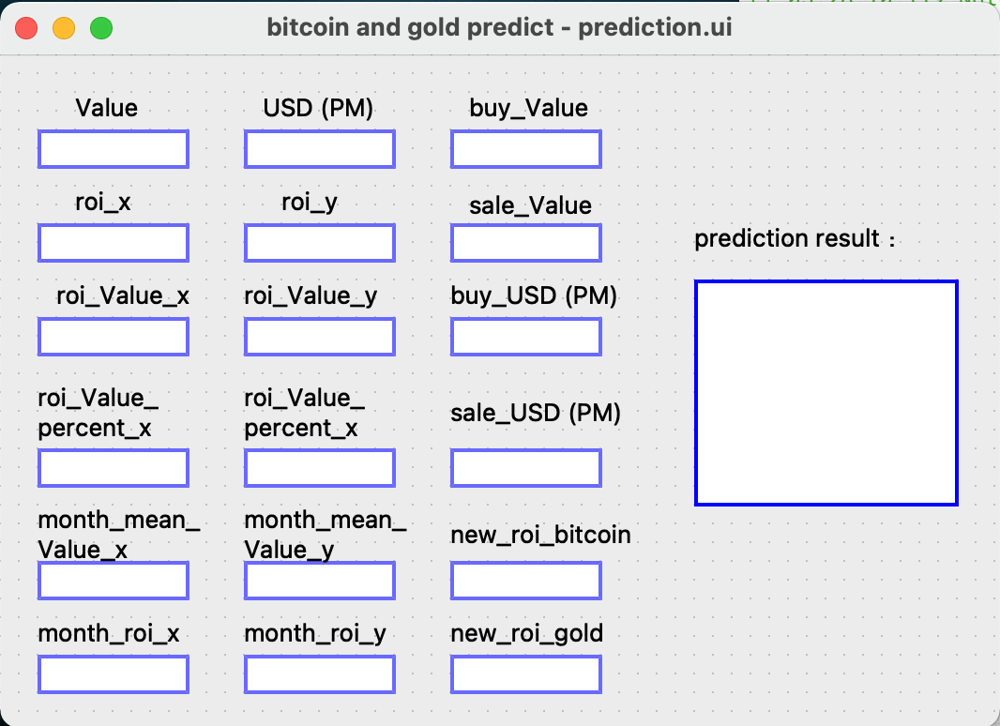 bitcoin and gold predict - prediction.ui
Value
USD (PM)
buy_Value
roi_x
roi_y
sale_Value
prediction result：
roi_Value_x
roi_Value_y
buy_USD (PM)
roi_Value_
percent_x
roi_Value_
percent_x
sale_USD (PM)
month_mean_
Value_x
month_mean_
Value_y
new_roi_bitcoin
month_roi_x
month_roi_y
new_roi_gold